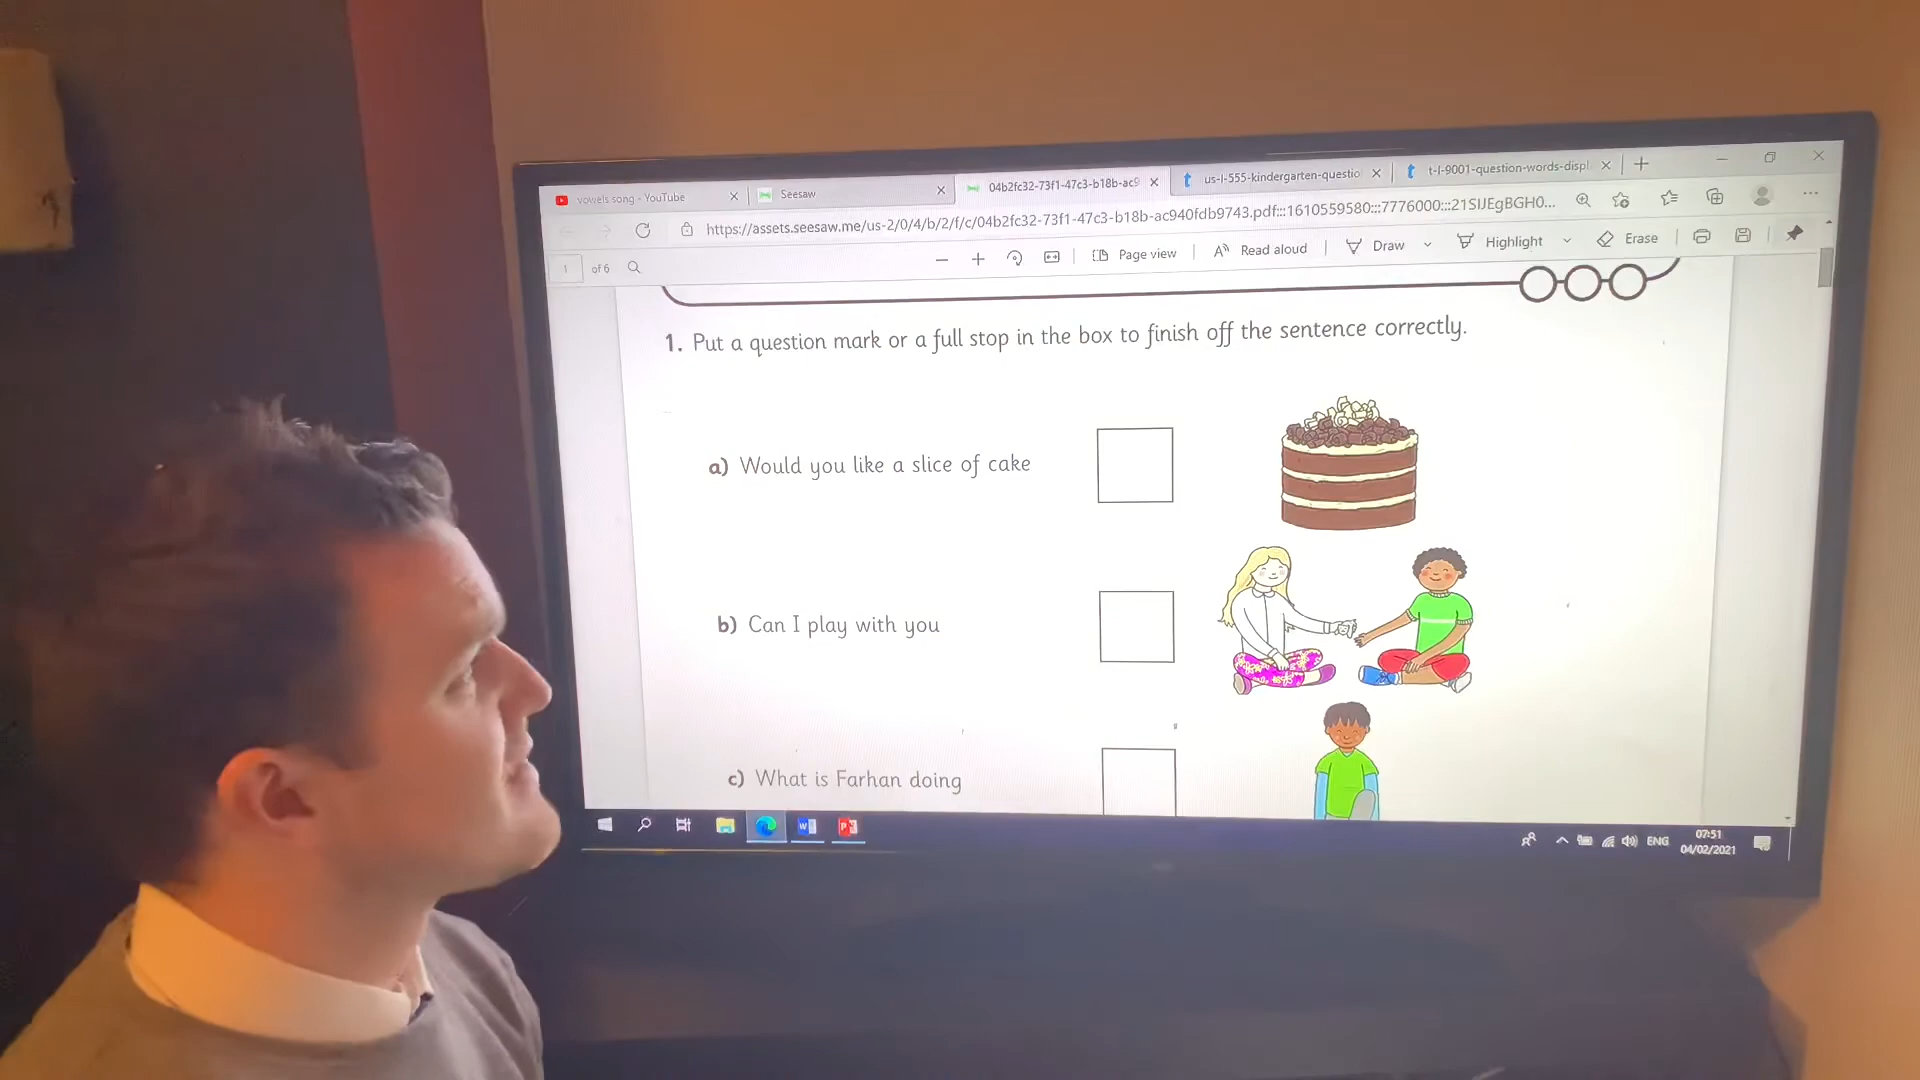 vowels song - YouTube
Seesaw
04b2fc32-73f1-47c3-b18b-ac9
us-l-555-kindergarten-questio
t-l-9001-question-words-displ
https://assets.seesaw.me/us-2/0/4/b/2/f/c/04b2fc32-73f1-47c3-b18b-ac940fdb9743.pdf:::1610559580:::7776000:::21SIJEgBGH0...
1 of 6
Page view
Read aloud
Draw
Highlight
Erase
1. Put a question mark or a full stop in the box to finish off the sentence correctly.
a) Would you like a slice of cake
b) Can I play with you
c) What is Farhan doing
ENG
07:51
04/02/2021